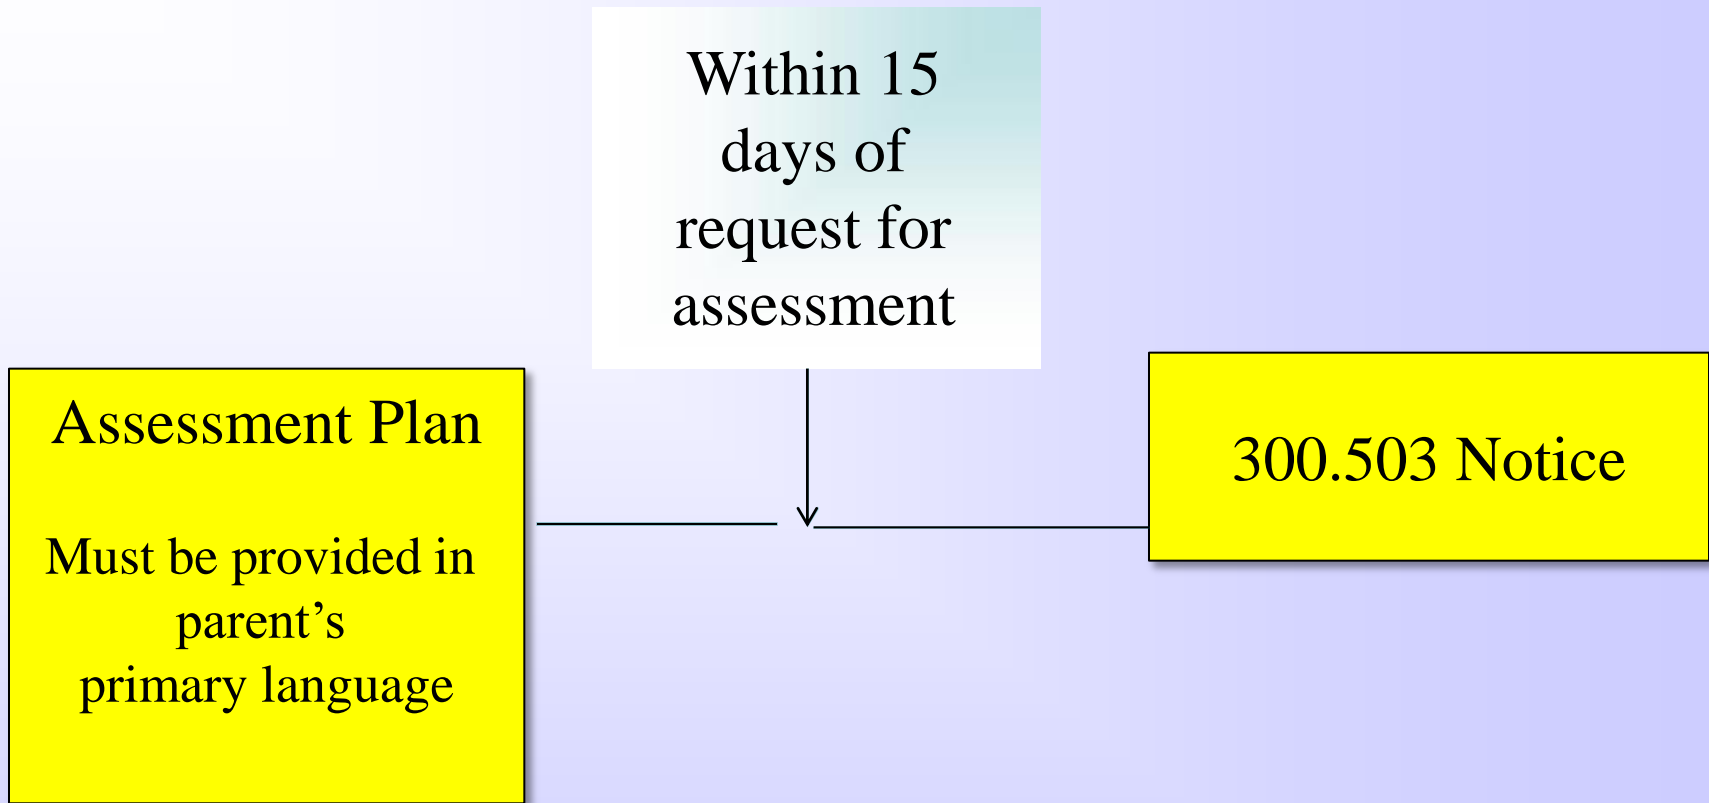 Within 15
days of
request for
assessment
Assessment Plan
Must be provided in
parent’s
primary language
300.503 Notice